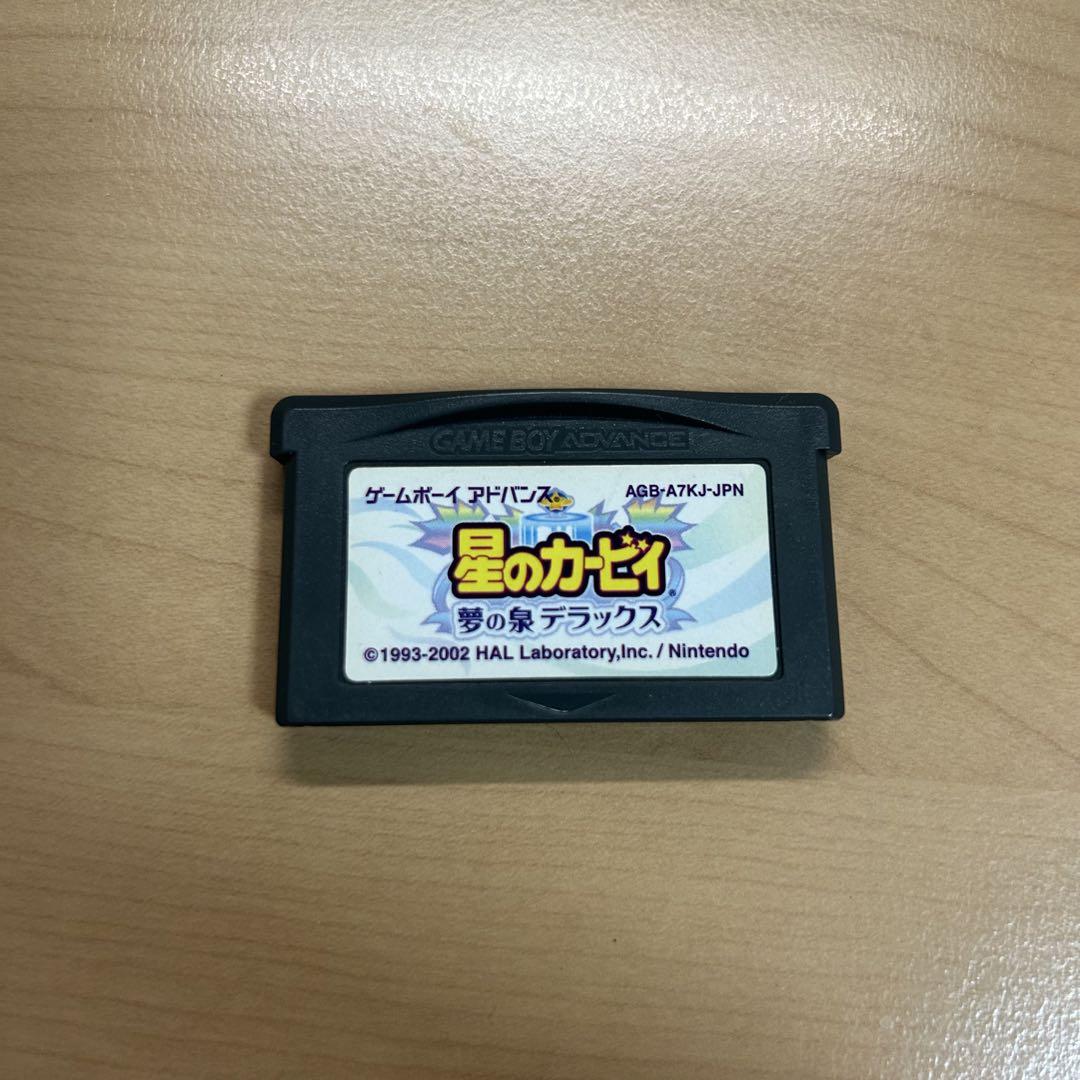 GAME BOY ADVANCE
ゲームボーイ アドバンス
AGB-A7KJ-JPN
星のカービィ®
夢の泉デラックス
©1993-2002 HAL Laboratory,Inc. / Nintendo